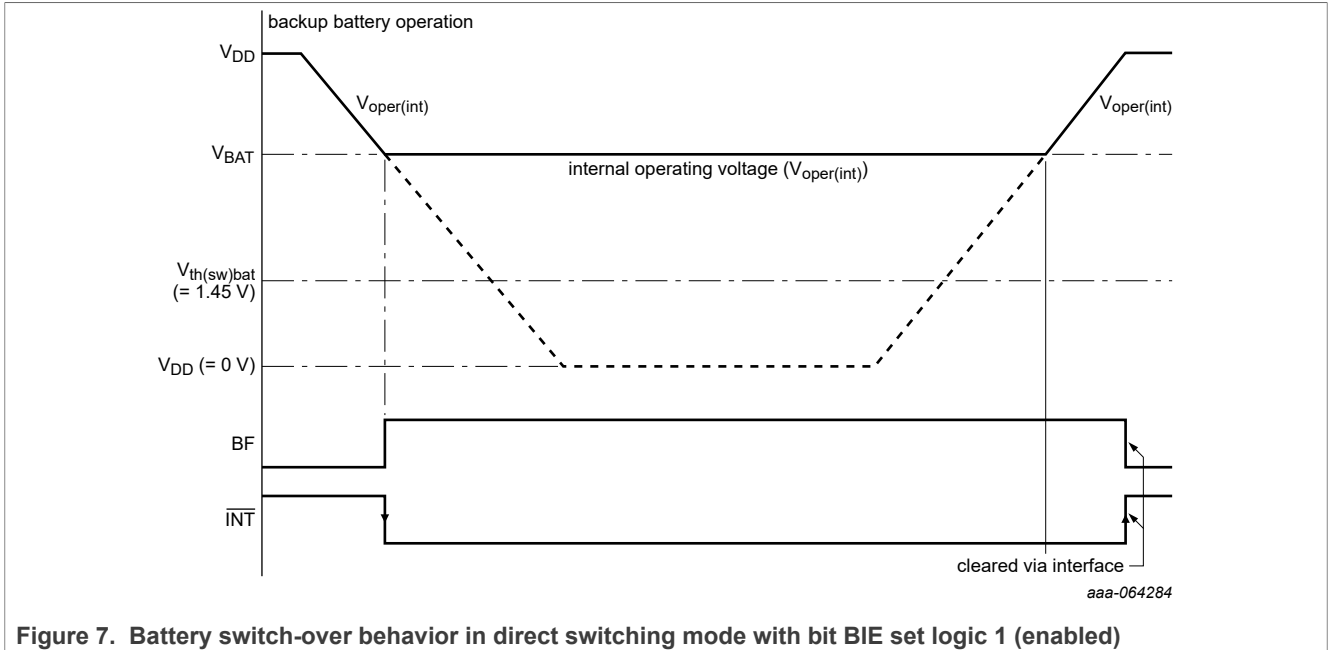 backup battery operation
VDD
Voper(int)
Voper(int)
VBAT
internal operating voltage (Voper(int))
Vth(sw)bat
(= 1.45 V)
VDD (= 0 V)
BF
INT
cleared via interface
aaa-064284
Figure 7. Battery switch-over behavior in direct switching mode with bit BIE set logic 1 (enabled)